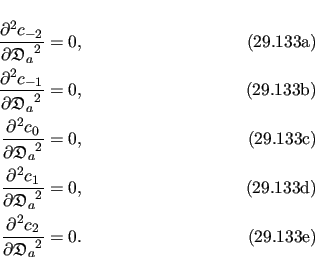 ∂²c₋₂/∂𝔇ₐ² = 0, (29.133a)
∂²c₋₁/∂𝔇ₐ² = 0, (29.133b)
∂²c₀/∂𝔇ₐ² = 0, (29.133c)
∂²c₁/∂𝔇ₐ² = 0, (29.133d)
∂²c₂/∂𝔇ₐ² = 0. (29.133e)